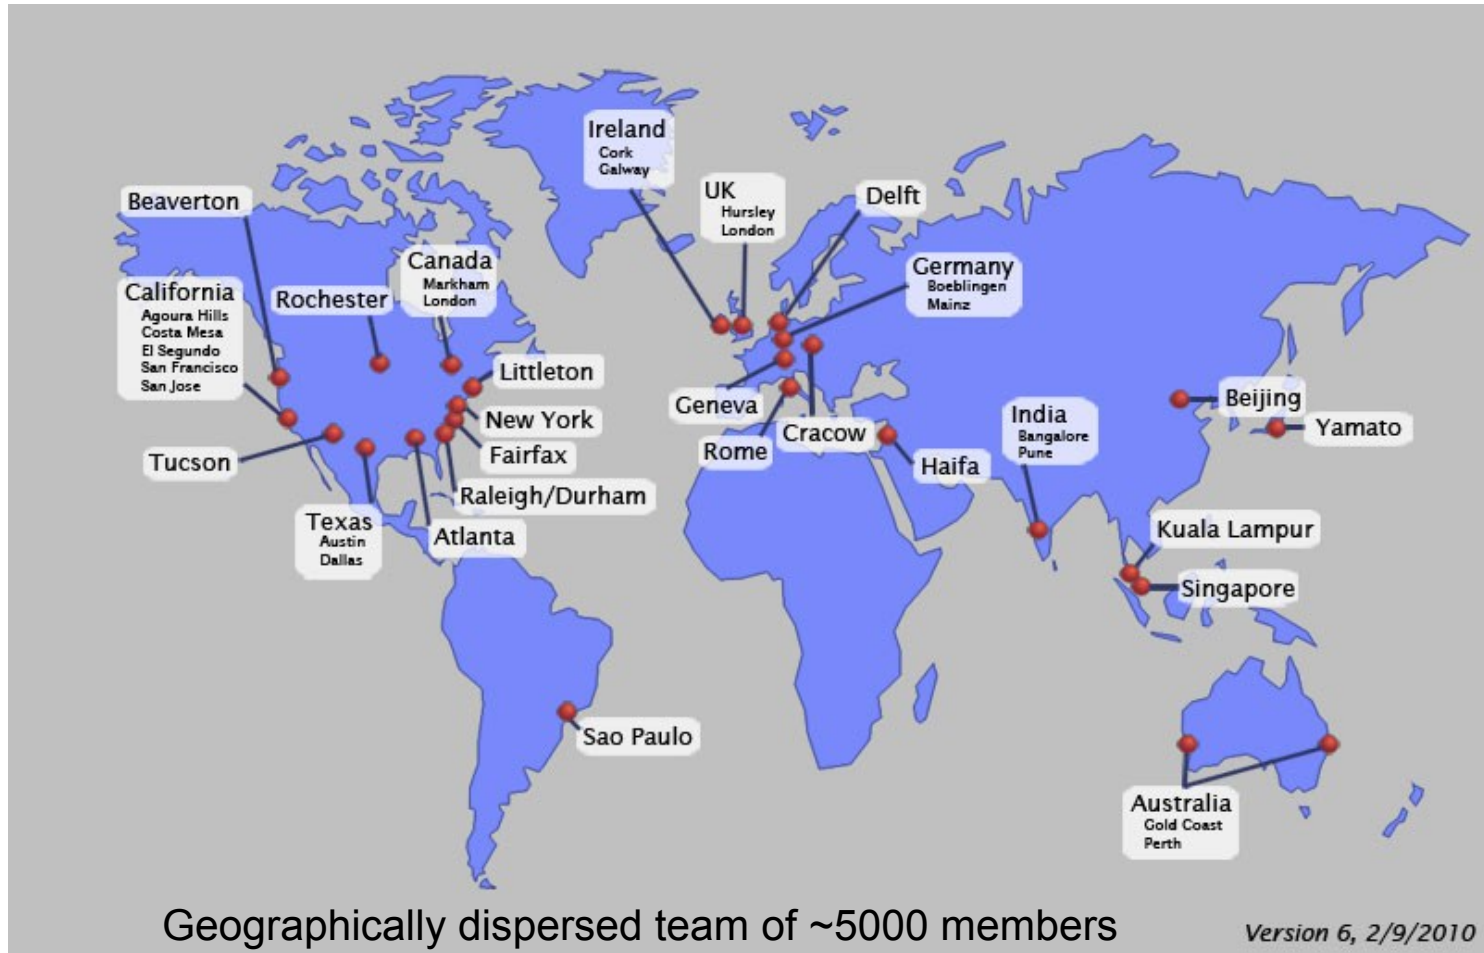 Ireland
Cork
Galway
UK
Hursley
London
Delft
Beaverton
Canada
Markham
London
Germany
Boeblingen
Mainz
California
Agoura Hills
Costa Mesa
El Segundo
San Francisco
San Jose
Rochester
Littleton
New York
Fairfax
Geneva
Rome
Cracow
Haifa
India
Bangalore
Pune
Beijing
Yamato
Tucson
Raleigh/Durham
Texas
Austin
Dallas
Atlanta
Kuala Lampur
Singapore
Sao Paulo
Australia
Gold Coast
Perth
Geographically dispersed team of ~5000 members
Version 6, 2/9/2010